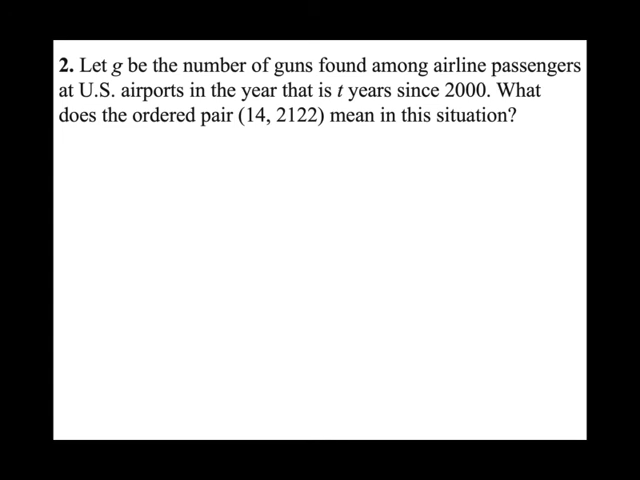 2. Let g be the number of guns found among airline passengers
at U.S. airports in the year that is t years since 2000. What
does the ordered pair (14, 2122) mean in this situation?